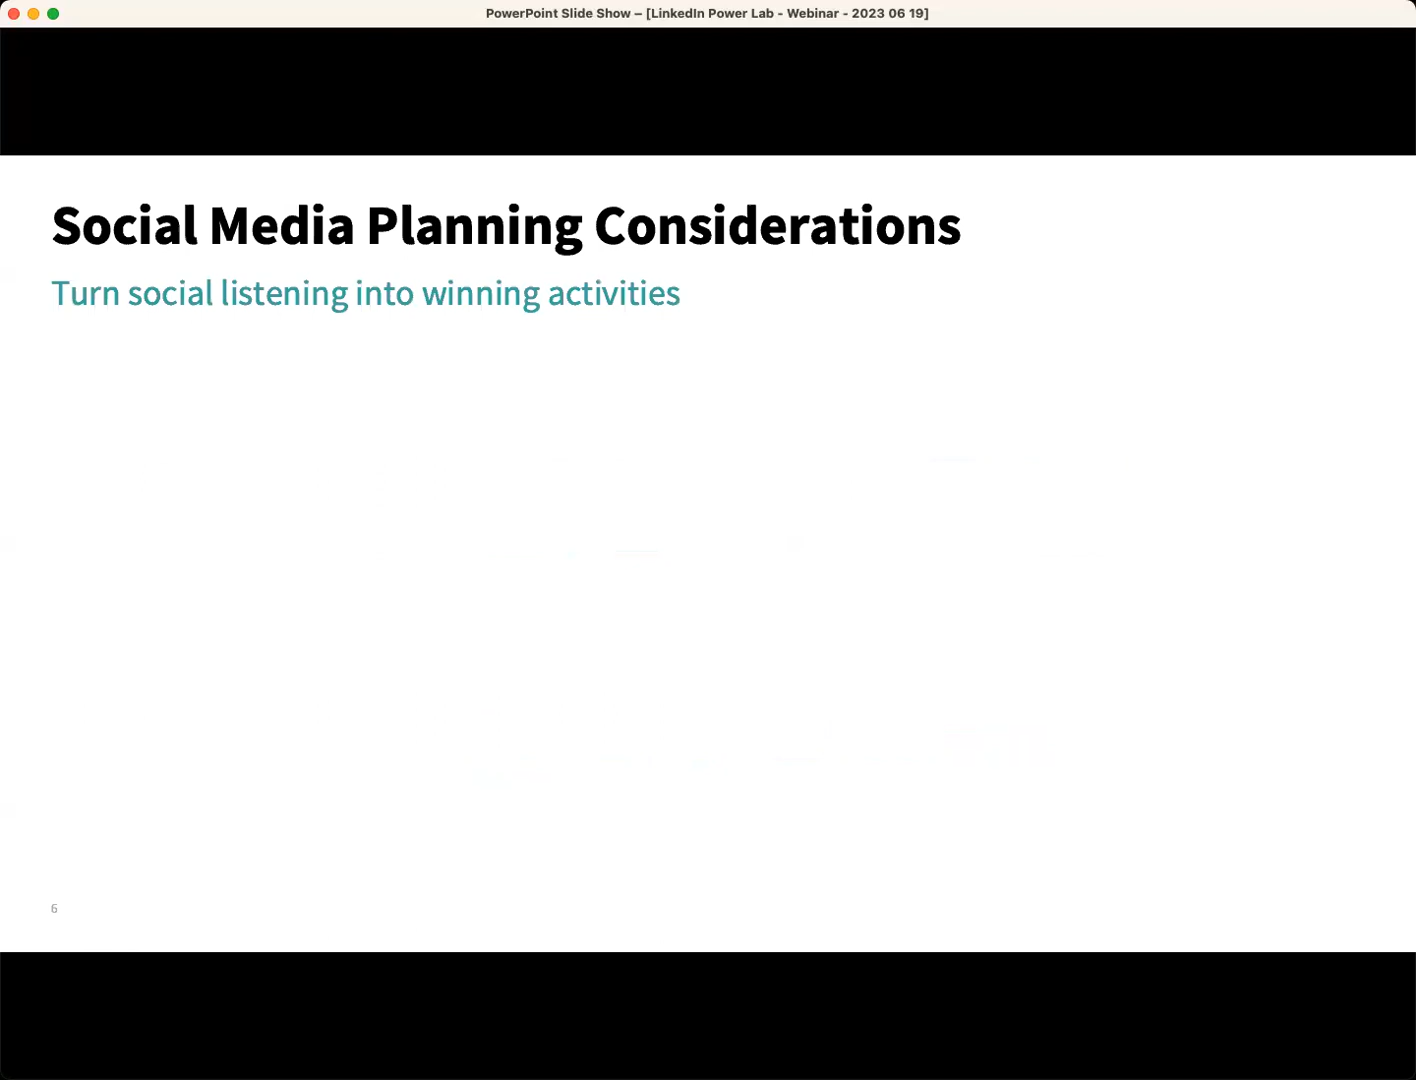 PowerPoint Slide Show – [LinkedIn Power Lab - Webinar - 2023 06 19]
Social Media Planning Considerations
Turn social listening into winning activities
6